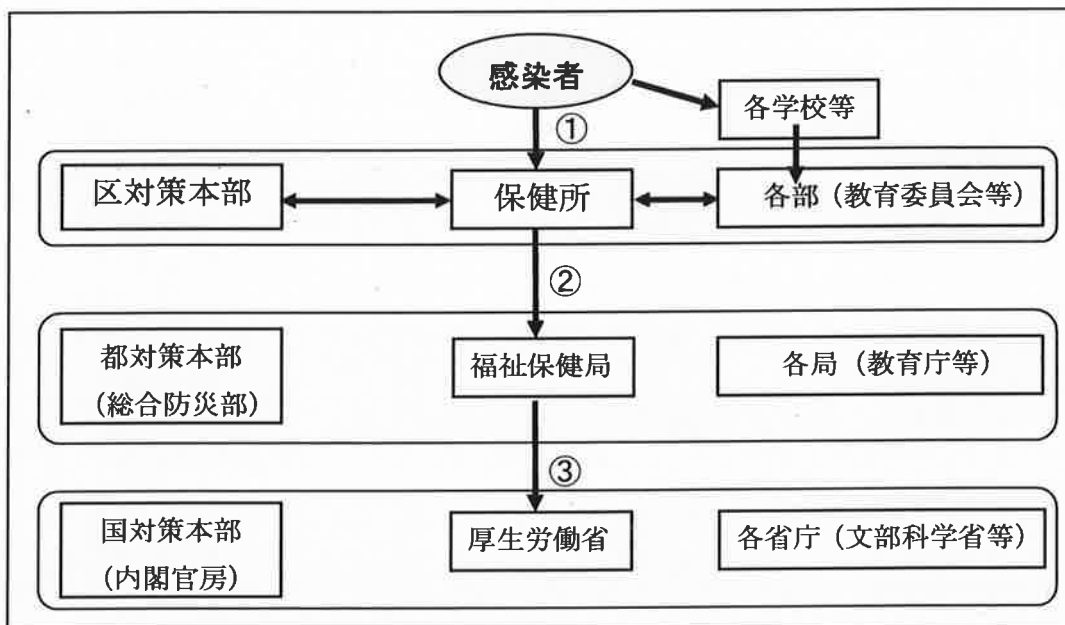 感染者
各学校等
①
区対策本部
保健所
各部（教育委員会等）
②
都対策本部
（総合防災部）
福祉保健局
各局（教育庁等）
③
国対策本部
（内閣官房）
厚生労働省
各省庁（文部科学省等）